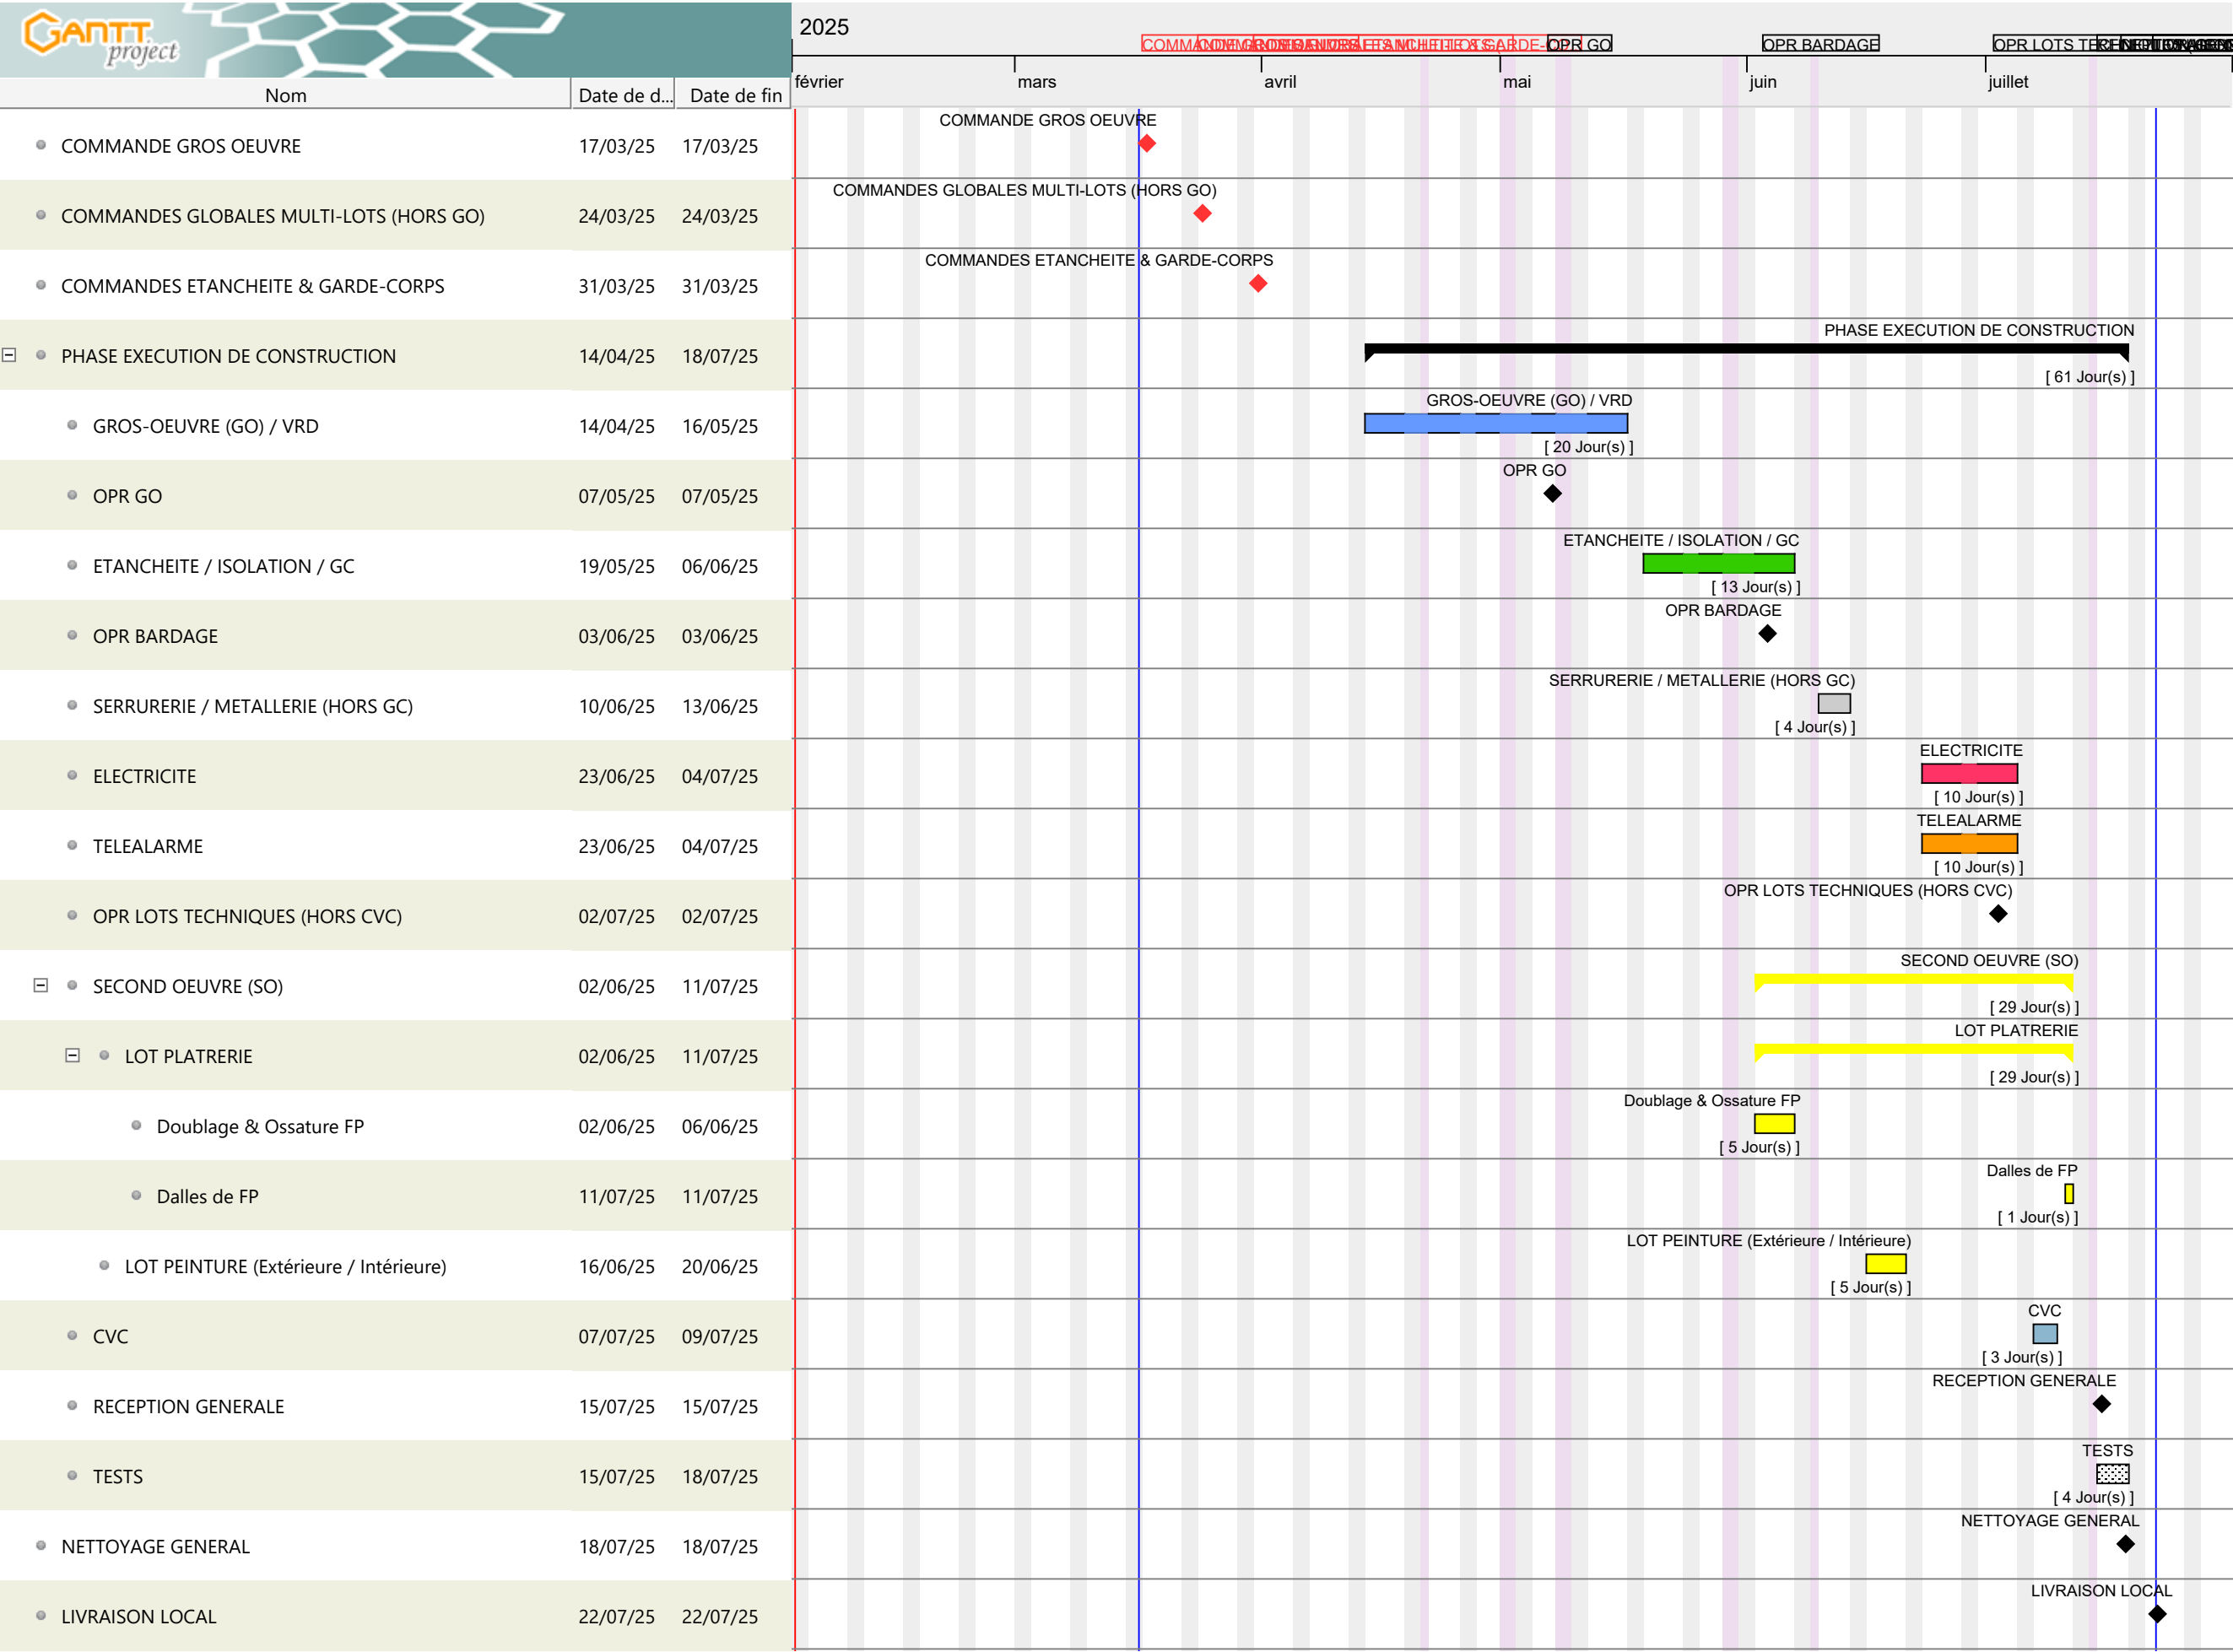 GANTT project
2025
OPR GO
OPR BARDAGE
février mars avril mai juin juillet
Nom Date de d... Date de fin
COMMANDE GROS OEUVRE 17/03/25 17/03/25
COMMANDE GROS OEUVRE
COMMANDES GLOBALES MULTI-LOTS (HORS GO) 24/03/25 24/03/25
COMMANDES GLOBALES MULTI-LOTS (HORS GO)
COMMANDES ETANCHEITE & GARDE-CORPS 31/03/25 31/03/25
COMMANDES ETANCHEITE & GARDE-CORPS
PHASE EXECUTION DE CONSTRUCTION 14/04/25 18/07/25
PHASE EXECUTION DE CONSTRUCTION
[ 61 Jour(s) ]
GROS-OEUVRE (GO) / VRD 14/04/25 16/05/25
GROS-OEUVRE (GO) / VRD
[ 20 Jour(s) ]
OPR GO 07/05/25 07/05/25
OPR GO
ETANCHEITE / ISOLATION / GC 19/05/25 06/06/25
ETANCHEITE / ISOLATION / GC
[ 13 Jour(s) ]
OPR BARDAGE 03/06/25 03/06/25
OPR BARDAGE
SERRURERIE / METALLERIE (HORS GC) 10/06/25 13/06/25
SERRURERIE / METALLERIE (HORS GC)
[ 4 Jour(s) ]
ELECTRICITE 23/06/25 04/07/25
ELECTRICITE
[ 10 Jour(s) ]
TELEALARME 23/06/25 04/07/25
TELEALARME
[ 10 Jour(s) ]
OPR LOTS TECHNIQUES (HORS CVC) 02/07/25 02/07/25
OPR LOTS TECHNIQUES (HORS CVC)
SECOND OEUVRE (SO) 02/06/25 11/07/25
SECOND OEUVRE (SO)
[ 29 Jour(s) ]
LOT PLATRERIE 02/06/25 11/07/25
LOT PLATRERIE
[ 29 Jour(s) ]
Doublage & Ossature FP 02/06/25 06/06/25
Doublage & Ossature FP
[ 5 Jour(s) ]
Dalles de FP 11/07/25 11/07/25
Dalles de FP
[ 1 Jour(s) ]
LOT PEINTURE (Extérieure / Intérieure) 16/06/25 20/06/25
LOT PEINTURE (Extérieure / Intérieure)
[ 5 Jour(s) ]
CVC 07/07/25 09/07/25
CVC
[ 3 Jour(s) ]
RECEPTION GENERALE 15/07/25 15/07/25
RECEPTION GENERALE
TESTS 15/07/25 18/07/25
TESTS
[ 4 Jour(s) ]
NETTOYAGE GENERAL 18/07/25 18/07/25
NETTOYAGE GENERAL
LIVRAISON LOCAL 22/07/25 22/07/25
LIVRAISON LOCAL